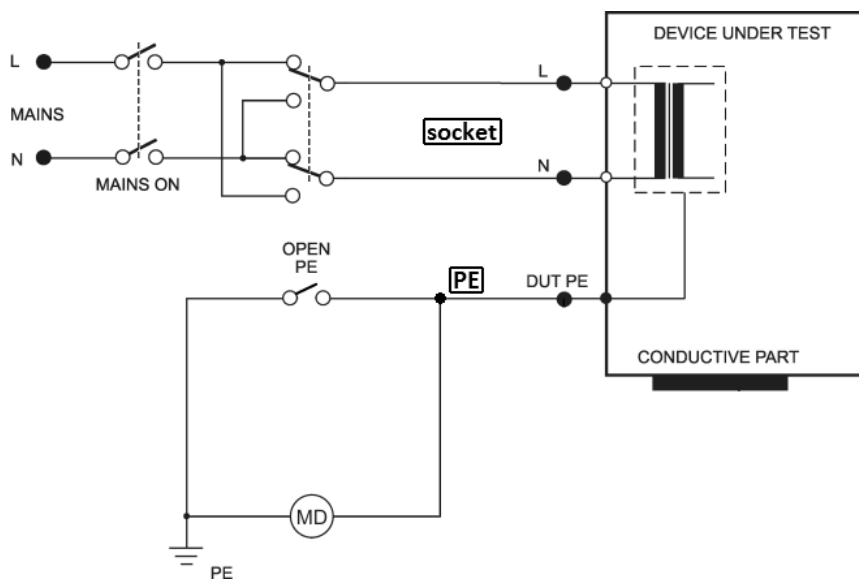 DEVICE UNDER TEST
L
L
MAINS
socket
N
N
MAINS ON
OPEN
PE
PE
DUT PE
CONDUCTIVE PART
MD
PE